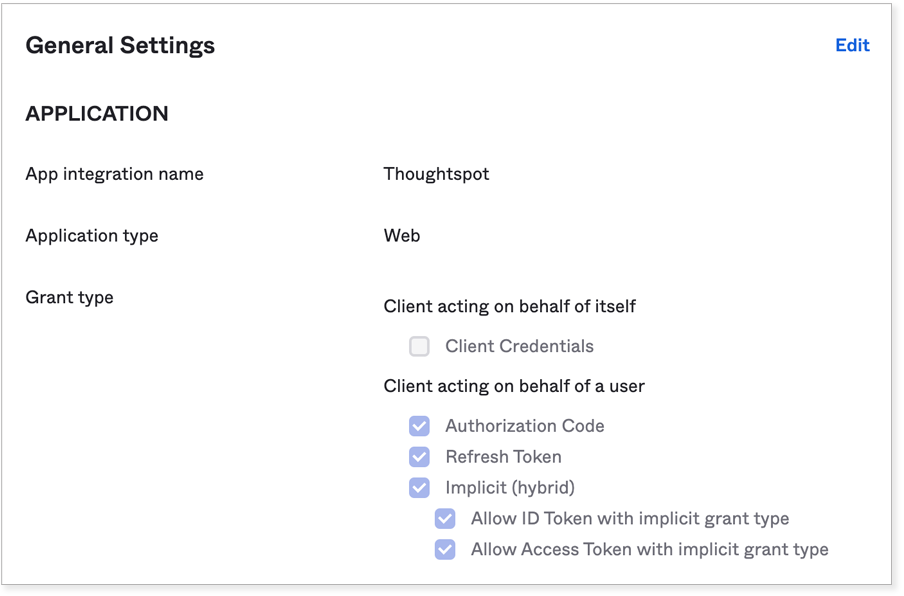 General Settings
Edit
APPLICATION
App integration name
Thoughtspot
Application type
Web
Grant type
Client acting on behalf of itself
Client Credentials
Client acting on behalf of a user
Authorization Code
Refresh Token
Implicit (hybrid)
Allow ID Token with implicit grant type
Allow Access Token with implicit grant type